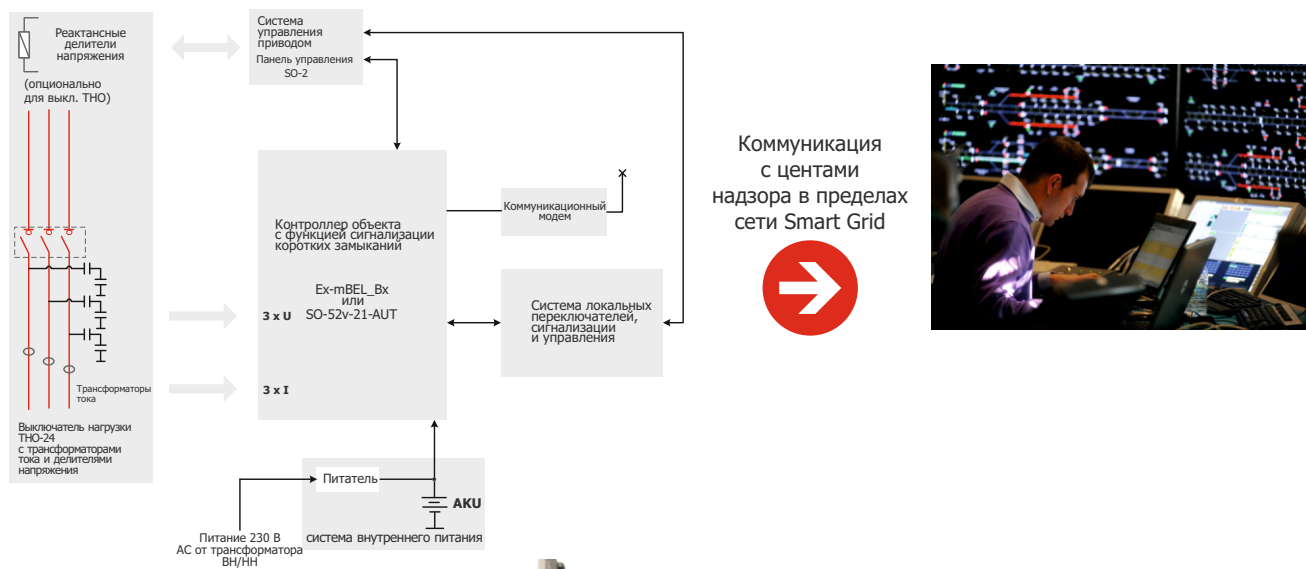 Реактансные
делители
напряжения
(опционально
для выкл. ТНО)
Трансформаторы
тока
Выключатель нагрузки
ТНО-24
с трансформаторами
тока и делителями
напряжения
Система
управления
приводом
Панель управления
SO-2
Контроллер объекта
с функцией сигнализации
коротких замыканий
Ex-mBEL_Bx
или
SO-52v-21-AUT
3 x U
3 x I
Коммуникационный
модем
Система локальных
переключателей,
сигнализации
и управления
Питатель
AKU
система внутреннего питания
Питание 230 В
АС от трансформатора
ВН/НН
Коммуникация
с центами
надзора в пределах
сети Smart Grid